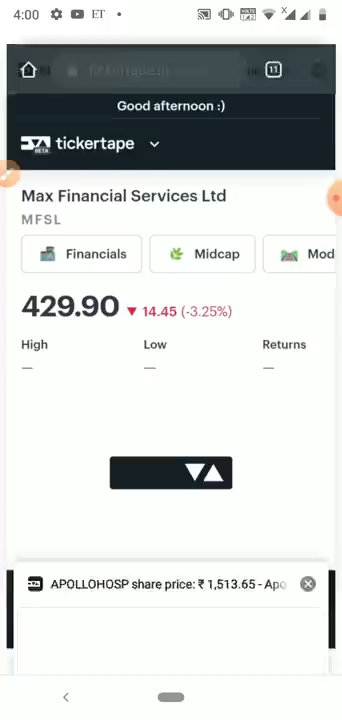 4:00 ET
11
Good afternoon :)
BETA tickertape
Max Financial Services Ltd
MFSL
Financials Midcap Mod
429.90 ▼ 14.45 (-3.25%)
High Low Returns
— — —
APOLLOHOSP share price: ₹ 1,513.65 - Apo